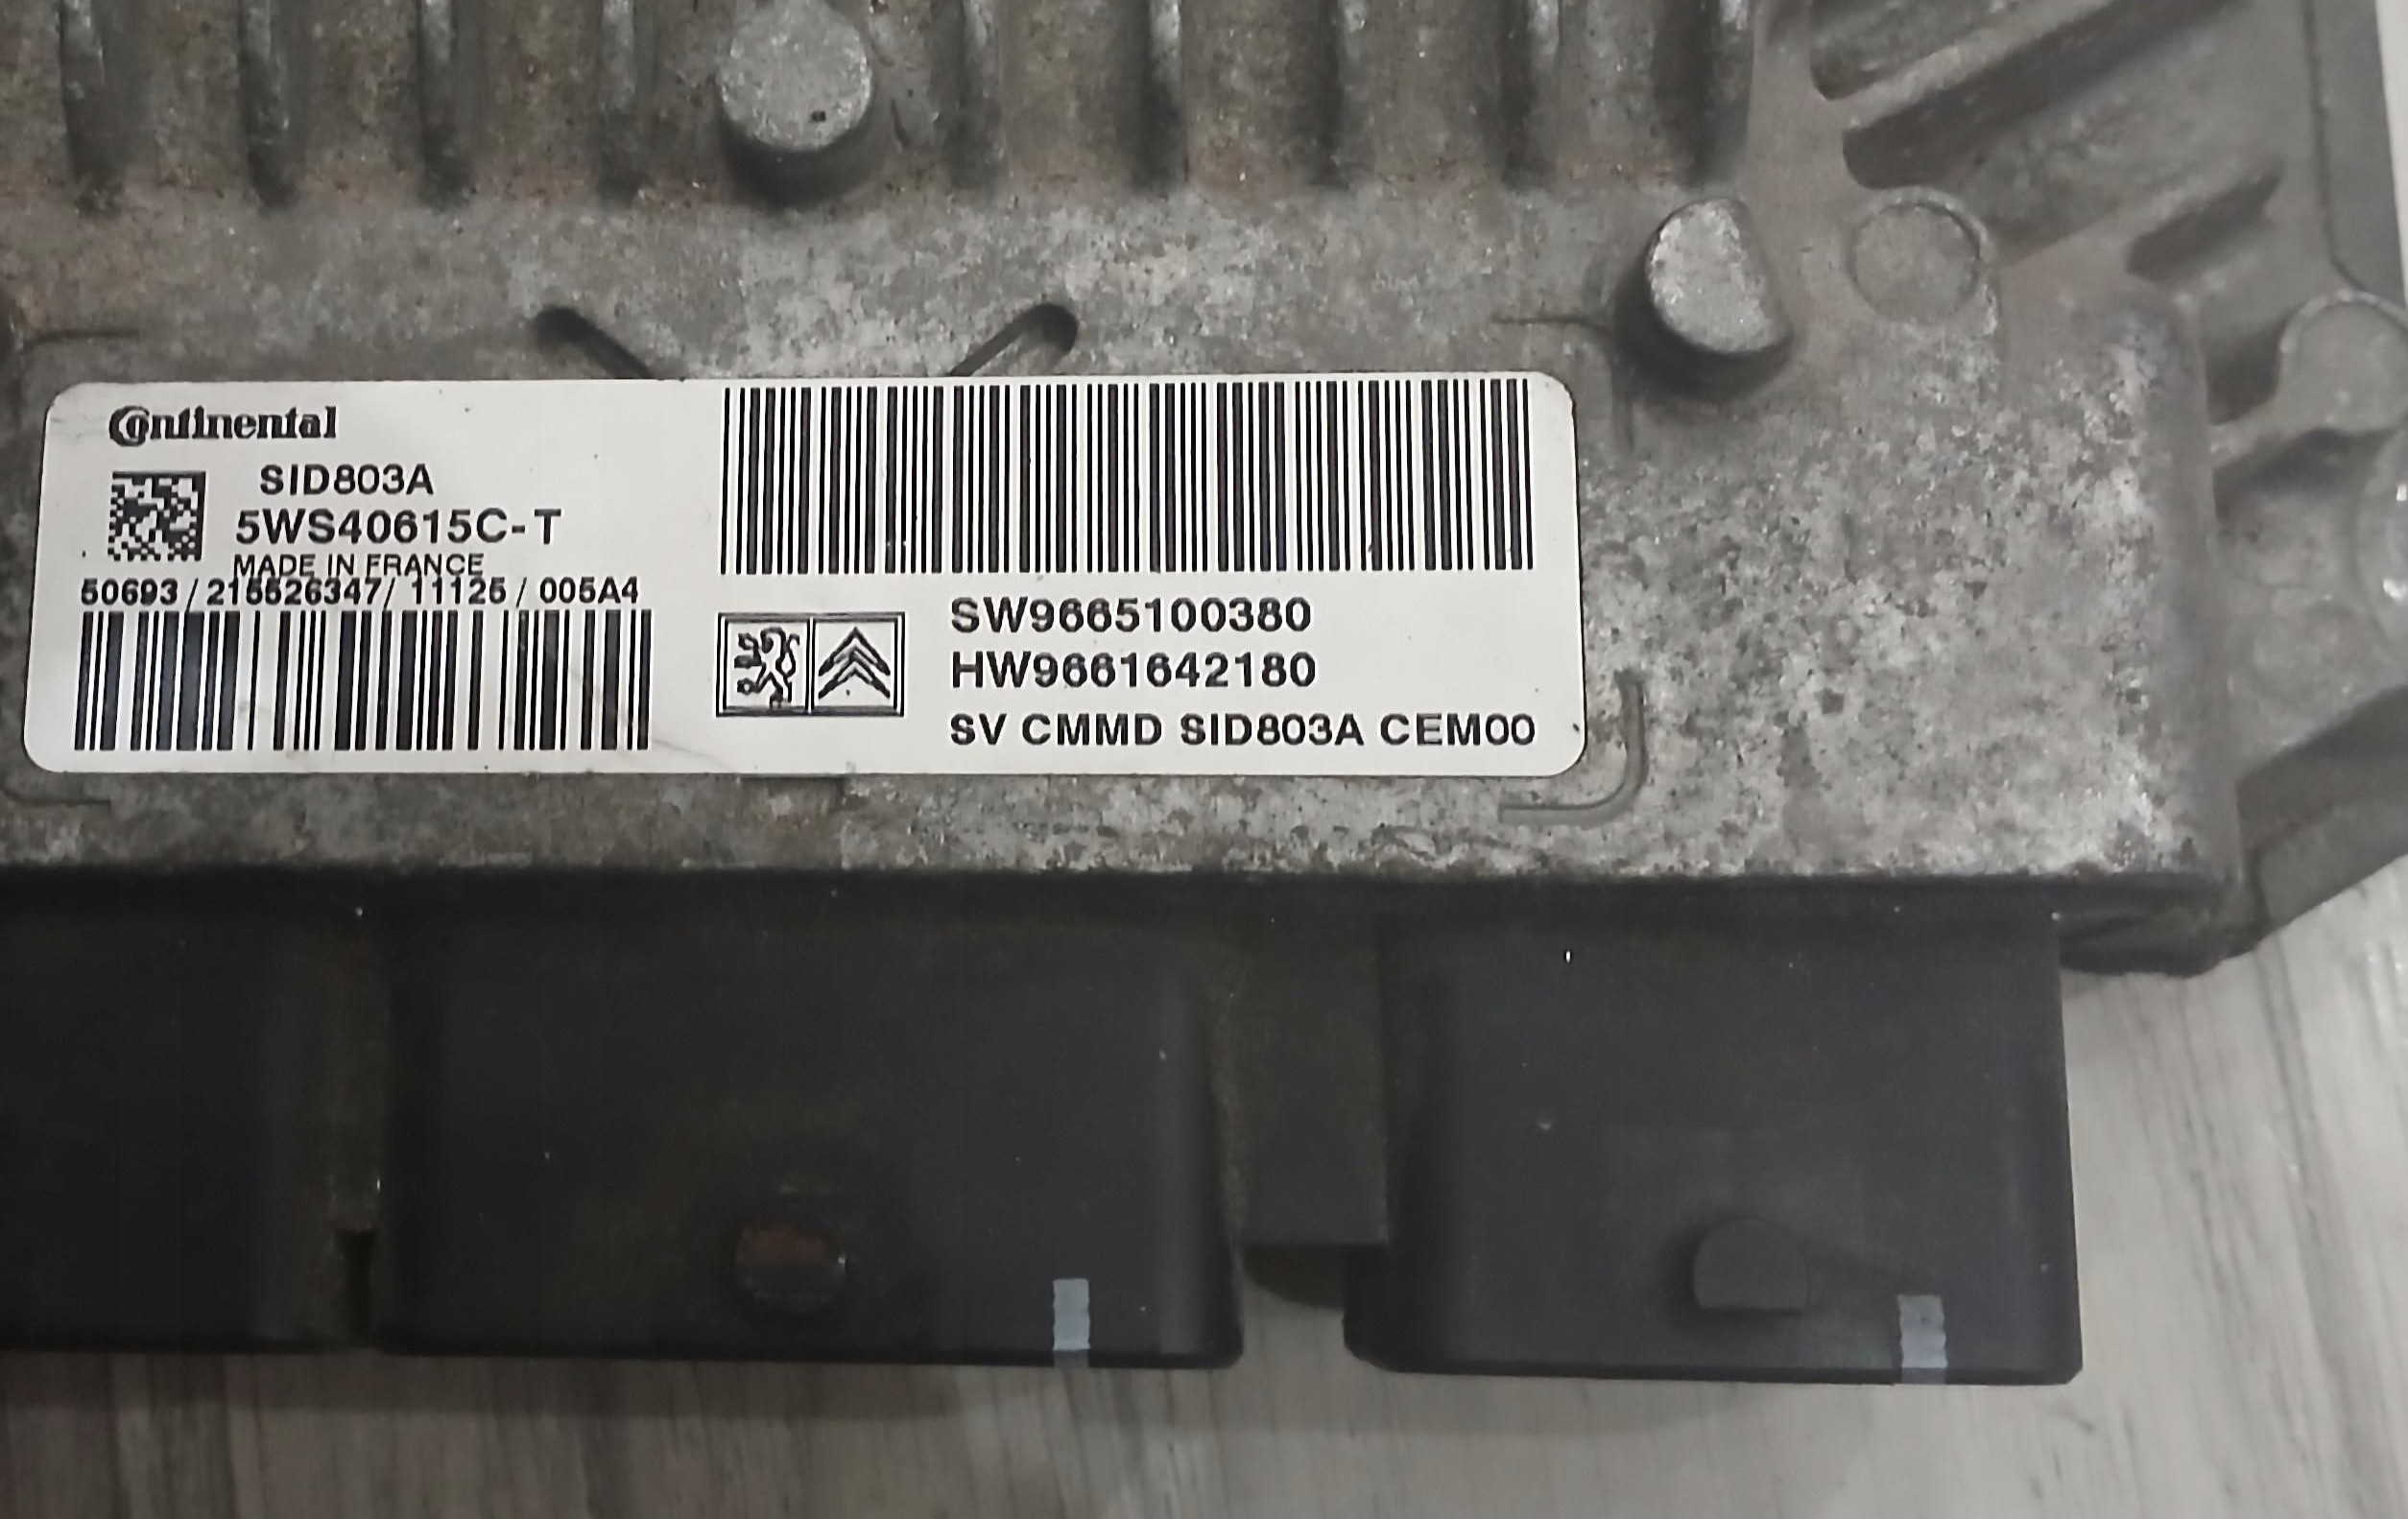 Continental
SID803A
5WS40615C-T
MADE IN FRANCE
50693/215526347/11125/005A4
SW9665100380
HW9661642180
SV CMMD SID803A CEM00